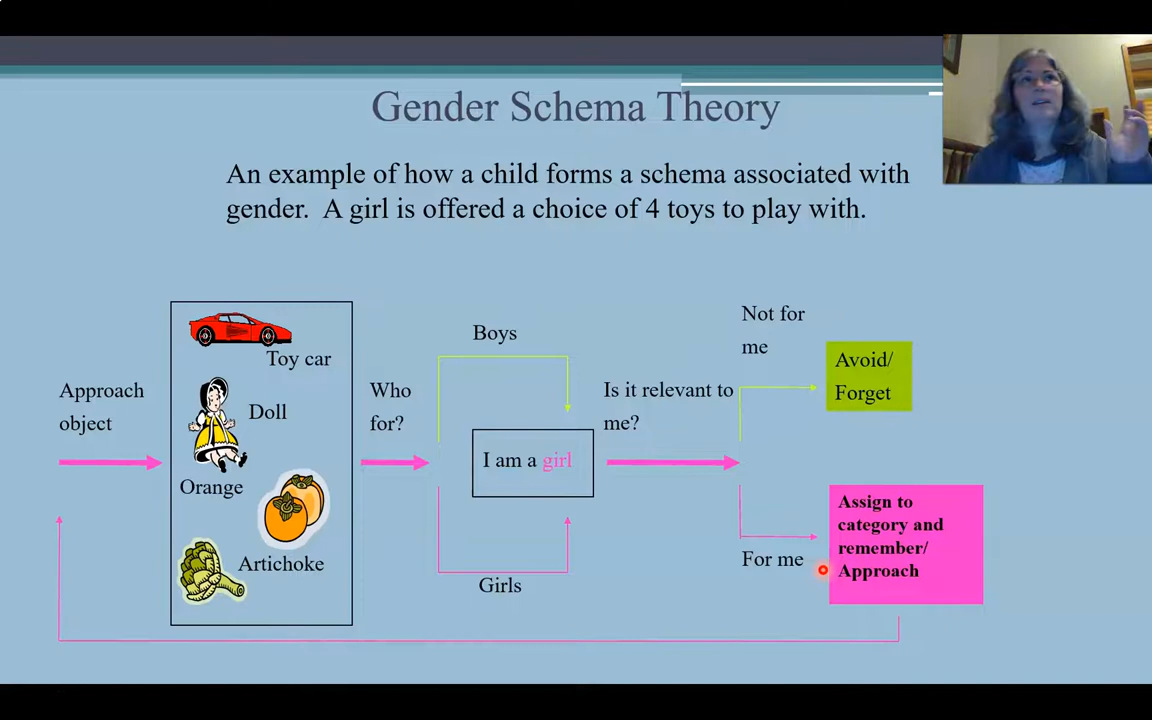 Gender Schema Theory
An example of how a child forms a schema associated with
gender. A girl is offered a choice of 4 toys to play with.
Approach
object
Toy car
Doll
Orange
Artichoke
Who
for?
Boys
I am a girl
Girls
Is it relevant to
me?
Not for
me
Avoid/
Forget
For me
Assign to
category and
remember/
Approach